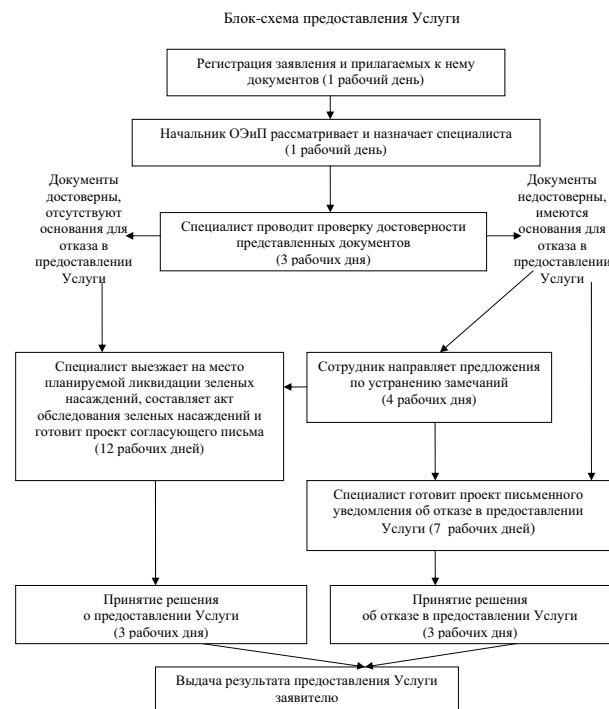 Блок-схема предоставления Услуги
Регистрация заявления и прилагаемых к нему
документов (1 рабочий день)
Начальник ОЭиП рассматривает и назначает специалиста
(1 рабочий день)
Документы
достоверны,
отсутствуют
основания для
отказа в
предоставлении
Услуги
Специалист проводит проверку достоверности
представленных документов
(3 рабочих дня)
Документы
недостоверны,
имеются
основания для
отказа в
предоставлении
Услуги
Специалист выезжает на место
планируемой ликвидации зеленых
насаждений, составляет акт
обследования зеленых насаждений и
готовит проект согласующего письма
(12 рабочих дней)
Сотрудник направляет предложения
по устранению замечаний
(4 рабочих дня)
Специалист готовит проект письменного
уведомления об отказе в предоставлении
Услуги (7 рабочих дней)
Принятие решения
о предоставлении Услуги
(3 рабочих дня)
Принятие решения
об отказе в предоставлении Услуги
(3 рабочих дня)
Выдача результата предоставления Услуги
заявителю